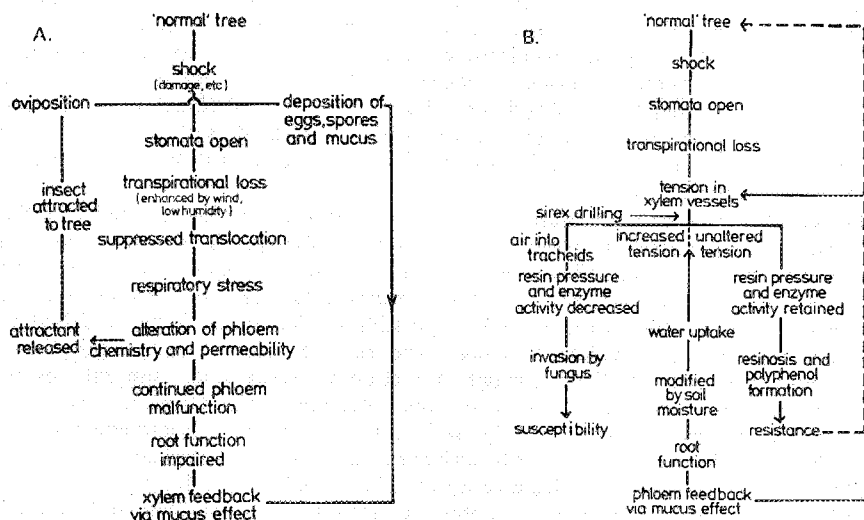 A.
'normal' tree
shock
(damage, etc)
oviposition
deposition of
eggs, spores
and mucus
stomata open
insect
attracted
to tree
transpirational loss
(enhanced by wind,
low humidity)
suppressed translocation
respiratory stress
attractant
released
alteration of phloem
chemistry and permeability
continued phloem
malfunction
root function
impaired
xylem feedback
via mucus effect
B.
'normal' tree
shock
stomata open
transpirational loss
tension in
xylem vessels
sirex drilling
air into
tracheids
increased
tension
unaltered
tension
resin pressure
and enzyme
activity decreased
resin pressure
and enzyme
activity retained
water uptake
invasion by
fungus
modified
by soil
moisture
resinosis and
polyphenol
formation
susceptibility
resistance
root
function
phloem feedback
via mucus effect